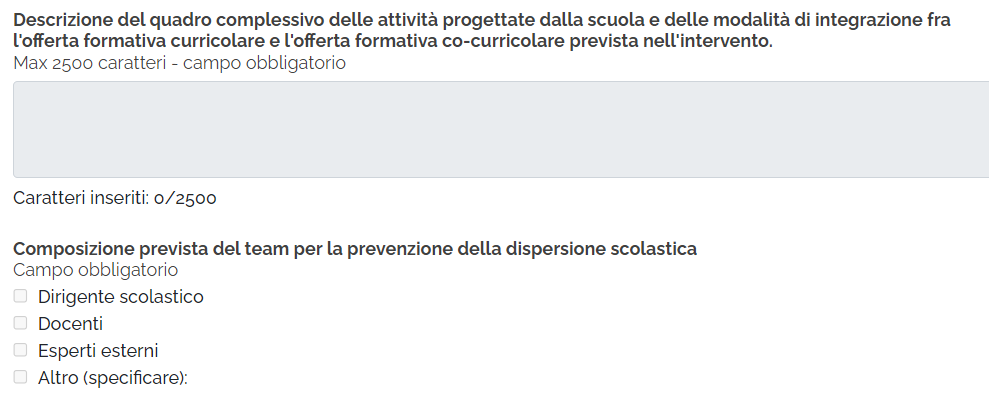 Descrizione del quadro complessivo delle attività progettate dalla scuola e delle modalità di integrazione fra
l'offerta formativa curricolare e l'offerta formativa co-curricolare prevista nell'intervento.
Max 2500 caratteri - campo obbligatorio
Caratteri inseriti: 0/2500
Composizione prevista del team per la prevenzione della dispersione scolastica
Campo obbligatorio
Dirigente scolastico
Docenti
Esperti esterni
Altro (specificare):